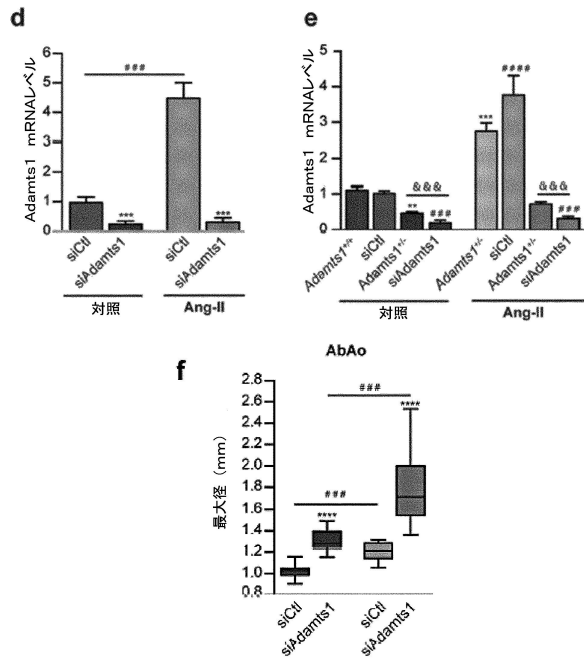 d
Adamts1 mRNAレベル
6
5
4
3
2
1
0
###
***
***
siCtl
siAdamts1
siCtl
siAdamts1
対照
Ang-II
e
Adamts1 mRNAレベル
5
4
3
2
1
0
**
&&&
###
***
####
&&&
###
Adamts1+/+
siCtl
Adamts1+/-
siAdamts1
Adamts1+/-
siCtl
Adamts1+/-
siAdamts1
対照
Ang-II
f
AbAo
最大径 (mm)
2.8
2.6
2.4
2.2
2.0
1.8
1.6
1.4
1.2
1.0
0.8
###
****
###
****
siCtl
siAdamts1
siCtl
siAdamts1